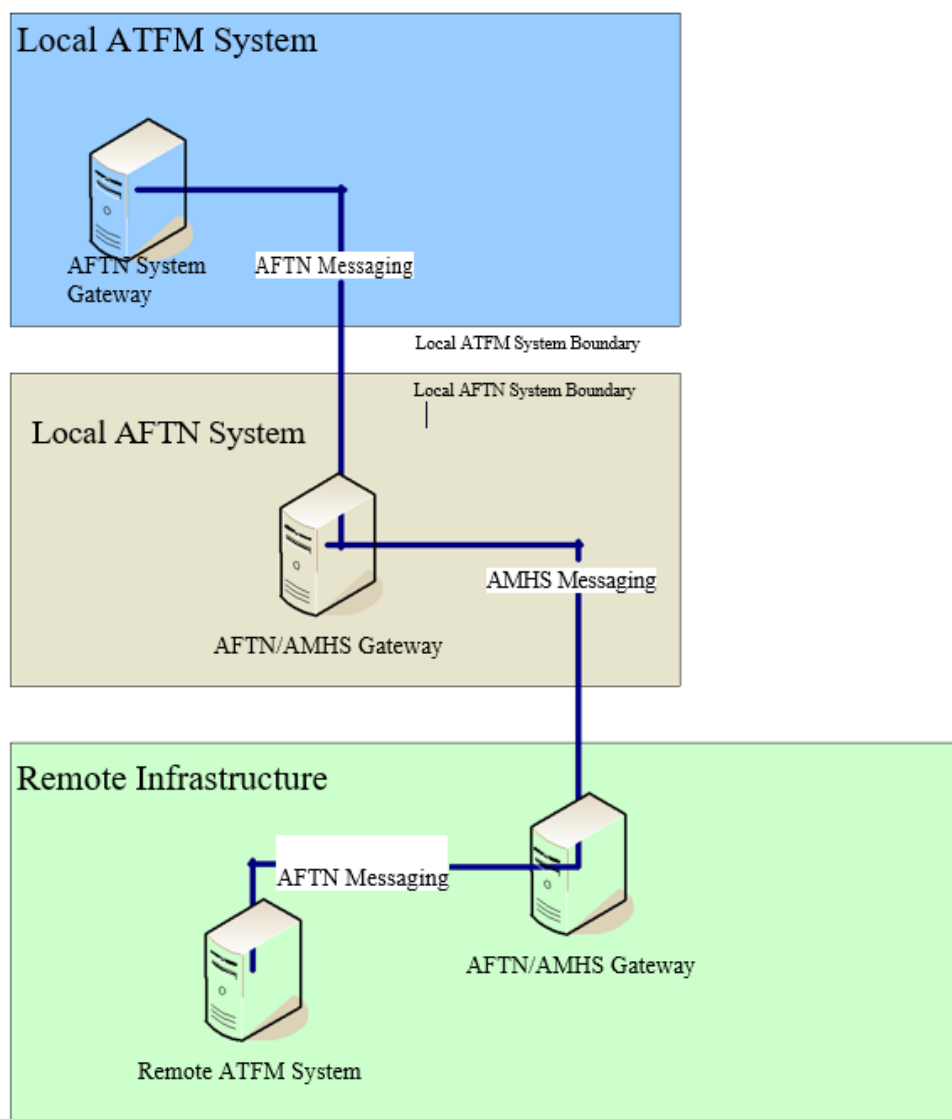 Local ATFM System
AFTN System
Gateway
AFTN Messaging
Local ATFM System Boundary
Local AFTN System Boundary
Local AFTN System
AMHS Messaging
AFTN/AMHS Gateway
Remote Infrastructure
AFTN Messaging
AFTN/AMHS Gateway
Remote ATFM System